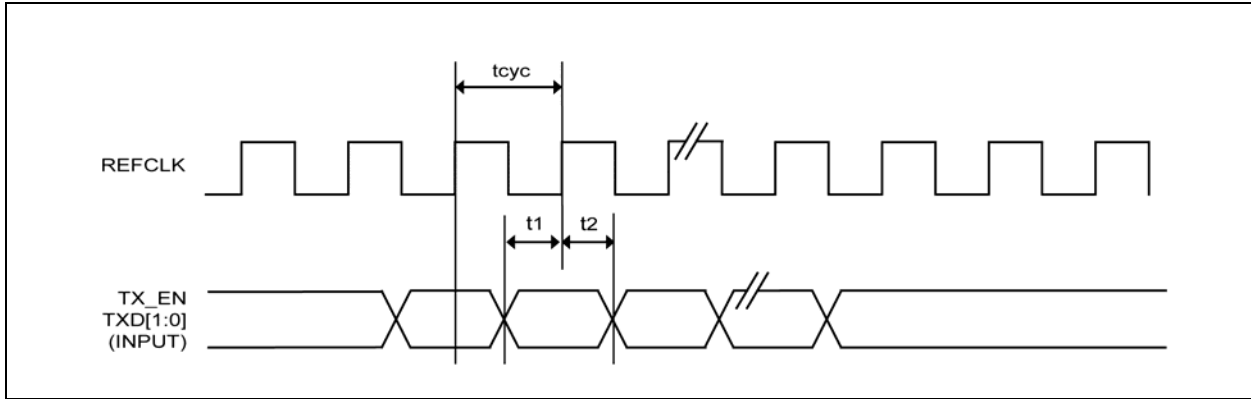 tcyc
REFCLK
t1
t2
TX_EN
TXD[1:0]
(INPUT)